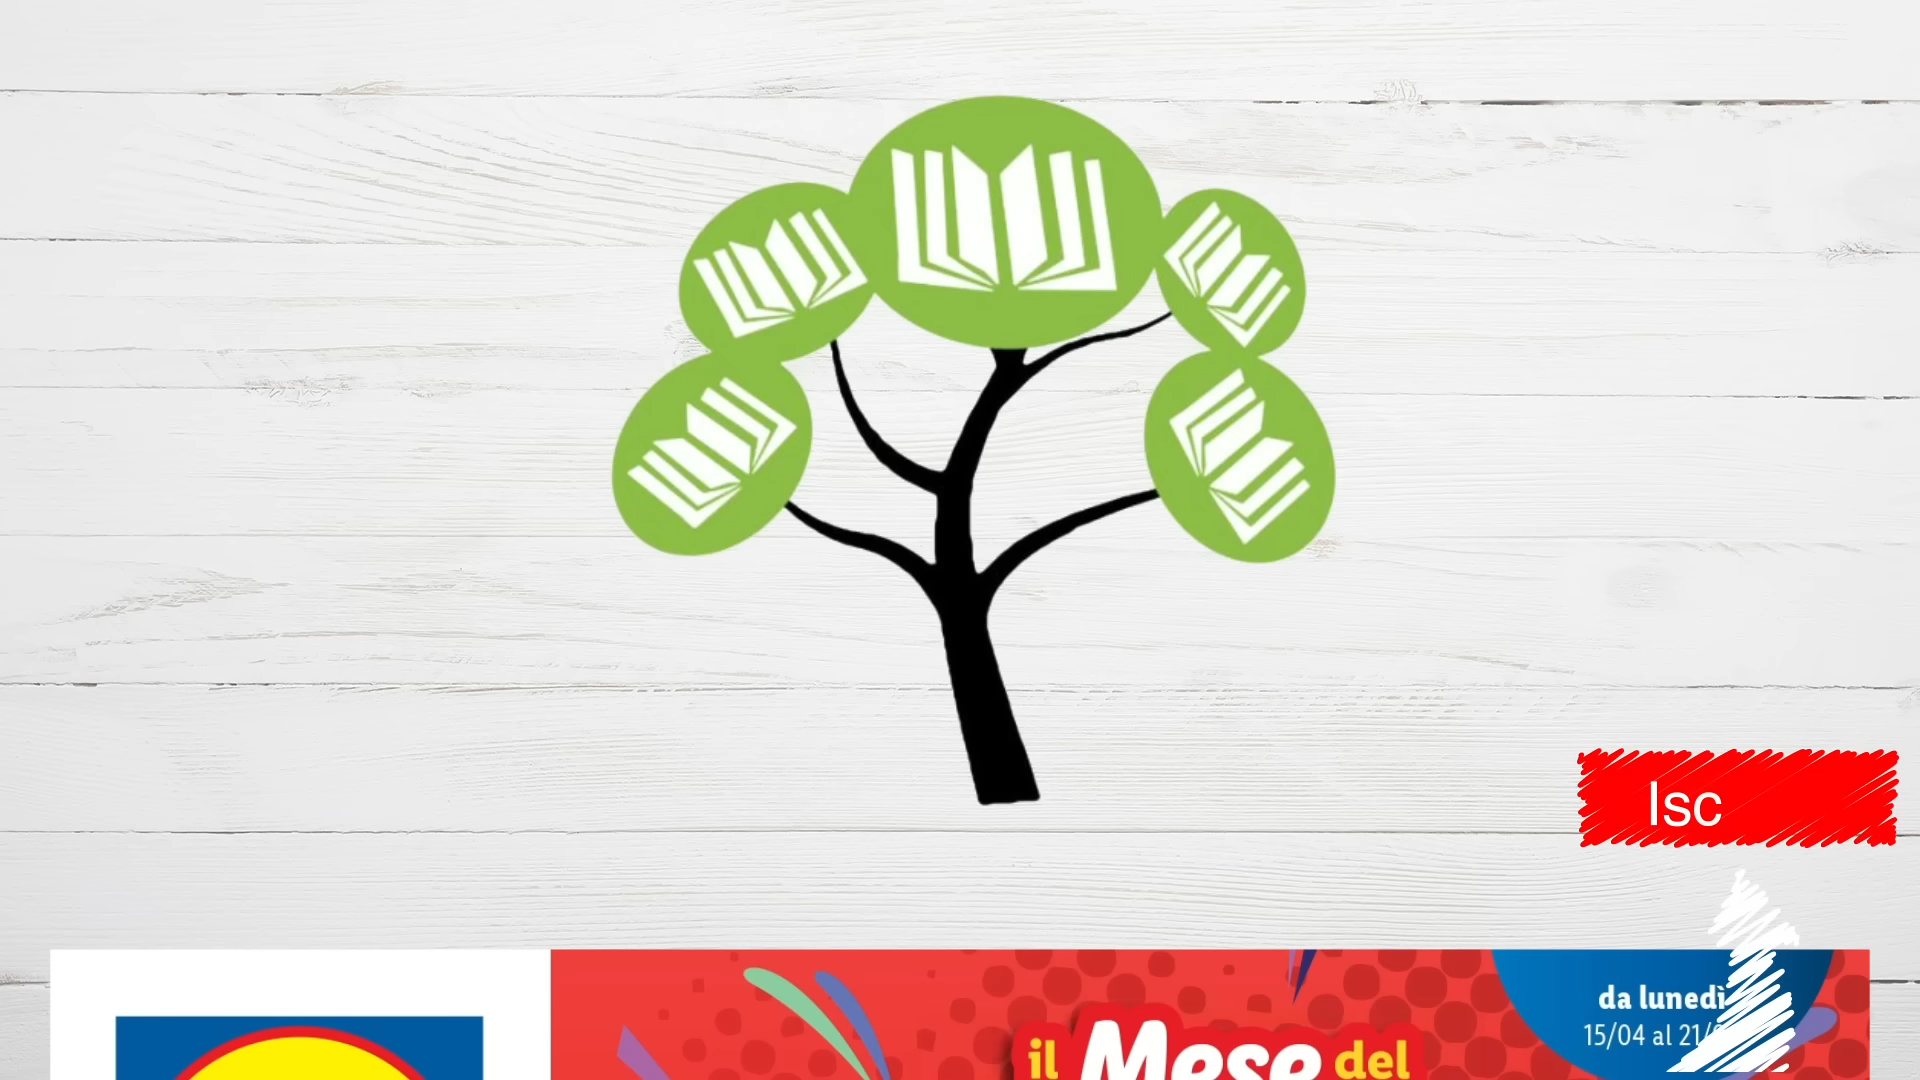 Isc
da lunedì
15/04 al 21/
il Mese del